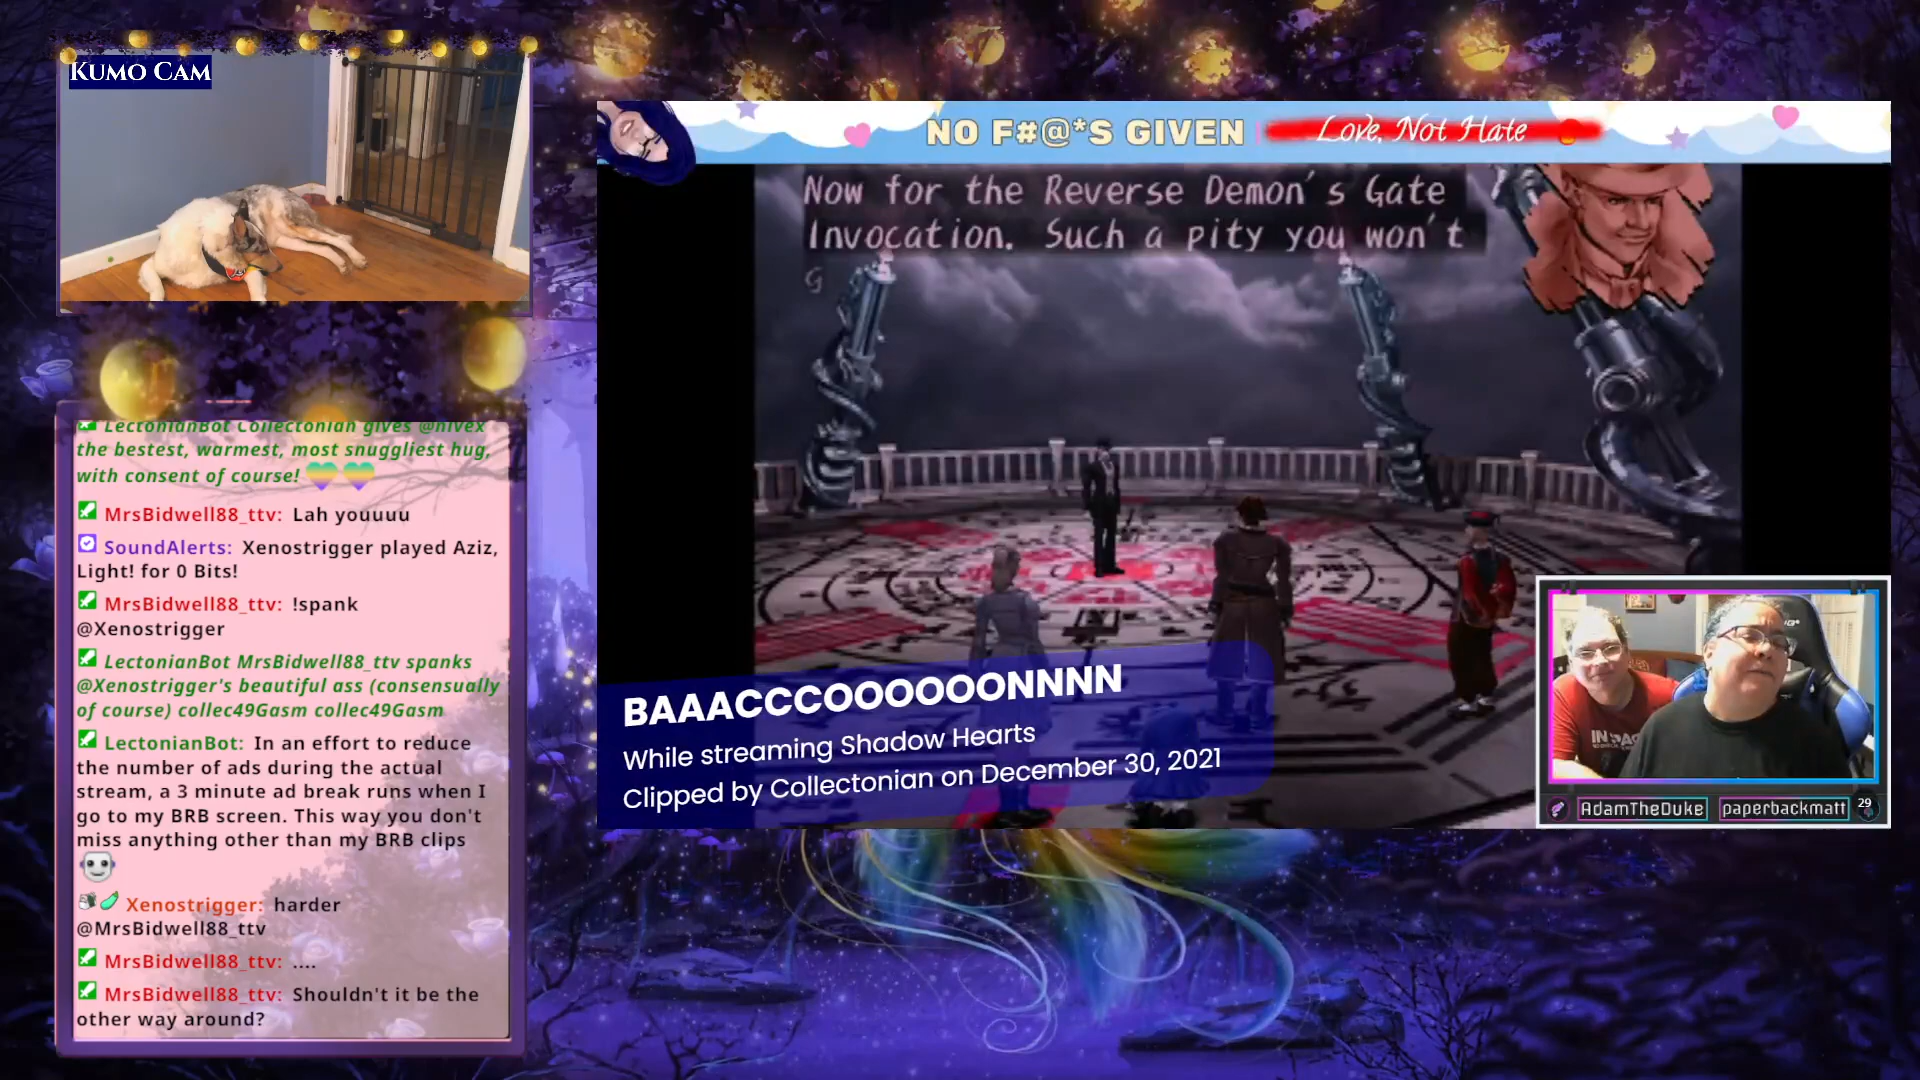 KUMO CAM
NO F#@*S GIVEN
Love, Not Hate
Now for the Reverse Demon's Gate
Invocation. Such a pity you won't
g
LectonianBot Collectonian gives @nivex
the bestest, warmest, most snuggliest hug,
with consent of course!
MrsBidwell88_ttv: Lah youuuu
SoundAlerts: Xenostrigger played Aziz,
Light! for 0 Bits!
MrsBidwell88_ttv: !spank
@Xenostrigger
LectonianBot MrsBidwell88_ttv spanks
@Xenostrigger's beautiful ass (consensually
of course) collec49Gasm collec49Gasm
LectonianBot: In an effort to reduce
the number of ads during the actual
stream, a 3 minute ad break runs when I
go to my BRB screen. This way you don't
miss anything other than my BRB clips
Xenostrigger: harder
@MrsBidwell88_ttv
MrsBidwell88_ttv: ....
MrsBidwell88_ttv: Shouldn't it be the
other way around?
BAAACCCOOOOOONNNN
While streaming Shadow Hearts
Clipped by Collectonian on December 30, 2021
AdamTheDuke
paperbackmatt
29